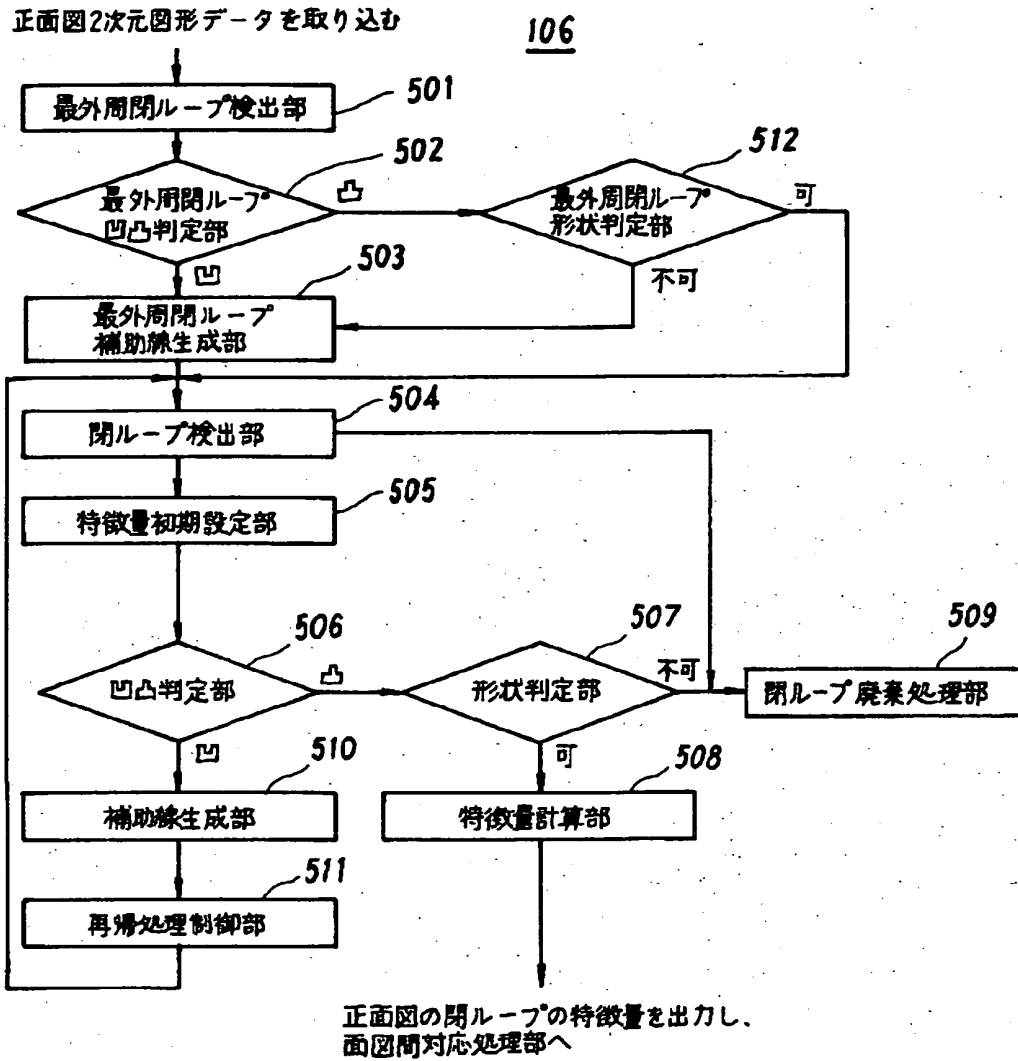 正面図2次元図形データを取り込む
106
最外周閉ループ検出部
501
最外周閉ループ
凹凸判定部
502
凸
最外周閉ループ
形状判定部
512
可
凹
不可
最外周閉ループ
補助線生成部
503
閉ループ検出部
504
特徴量初期設定部
505
凹凸判定部
506
凸
形状判定部
507
不可
閉ループ廃棄処理部
509
凹
可
補助線生成部
510
特徴量計算部
508
再帰処理制御部
511
正面図の閉ループの特徴量を出力し、
面図間対応処理部へ